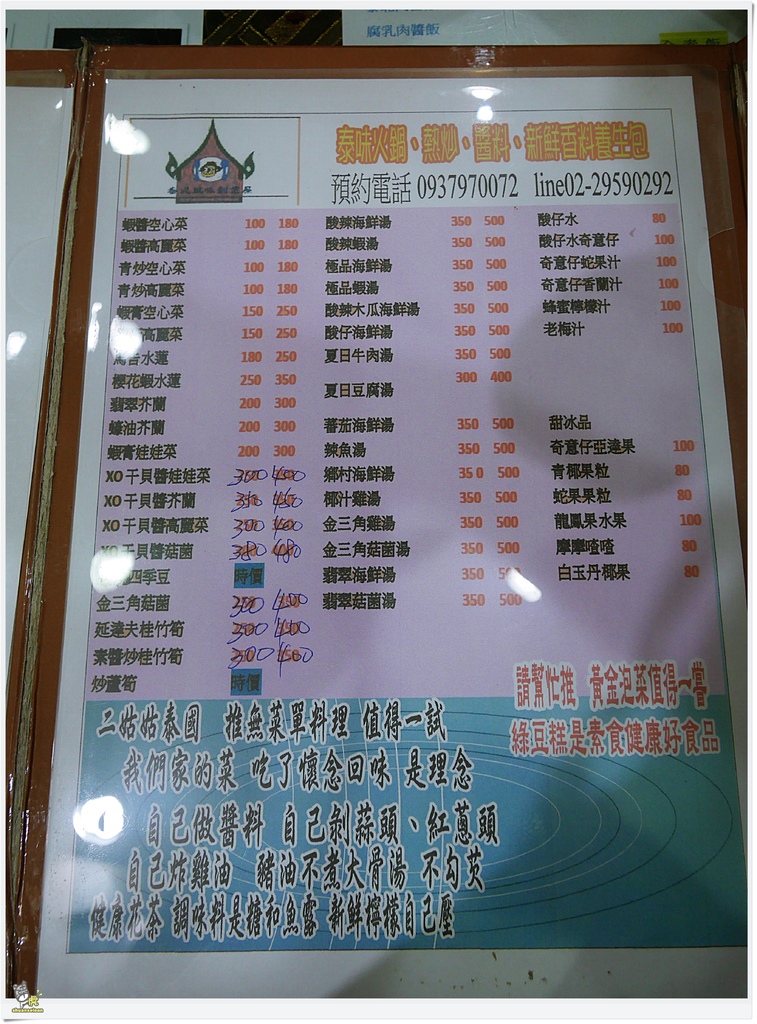 腐乳肉醬飯
泰味火鍋、熱炒、醬料、新鮮香料養生包
預約電話 0937970072 line02-29590292
蝦醬空心菜 100 180
蝦醬高麗菜 100 180
青炒空心菜 100 180
青炒高麗菜 100 180
蝦膏空心菜 150 250
高麗菜 150 250
水蓮 180 250
櫻花蝦水蓮 250 350
翡翠芥蘭 200 300
蠔油芥蘭 200 300
蝦膏娃娃菜 200 300
XO 干貝醬娃娃菜 300 400
XO 干貝醬芥蘭 350 450
XO 干貝醬高麗菜 300 400
XO 干貝醬菇菌 380 480
四季豆 時價
金三角菇菌 300 400
延達夫桂竹筍 300 400
素醬炒桂竹筍 300 400
炒蘆筍 時價
酸辣海鮮湯 350 500
酸辣蝦湯 350 500
極品海鮮湯 350 500
極品蝦湯 350 500
酸辣木瓜海鮮湯 350 500
酸仔海鮮湯 350 500
夏日牛肉湯 350 500
夏日豆腐湯 300 400
蕃茄海鮮湯 350 500
辣魚湯 350 500
鄉村海鮮湯 350 500
椰汁雞湯 350 500
金三角雞湯 350 500
金三角菇菌湯 350 500
翡翠海鮮湯 350 500
翡翠菇菌湯 350 500
酸仔水 80
酸仔水奇意仔 100
奇意仔蛇果汁 100
奇意仔香蘭汁 100
蜂蜜檸檬汁 100
老梅汁 100
甜冰品
奇意仔亞達果 100
青椰果粒 80
蛇果果粒 80
龍鳳果水果 100
摩摩喳喳 80
白玉丹椰果 80
請幫忙推 黃金泡菜值得一嘗
綠豆糕是素食健康好食品
二姑姑泰國 推無菜單料理 值得一試
我們家的菜 吃了懷念回味 是理念
自己做醬料 自己剝蒜頭、紅蔥頭
自己炸雞油 豬油不煮大骨湯 不勾芡
健康花茶 調味料是糖和魚露 新鮮檸檬自己壓